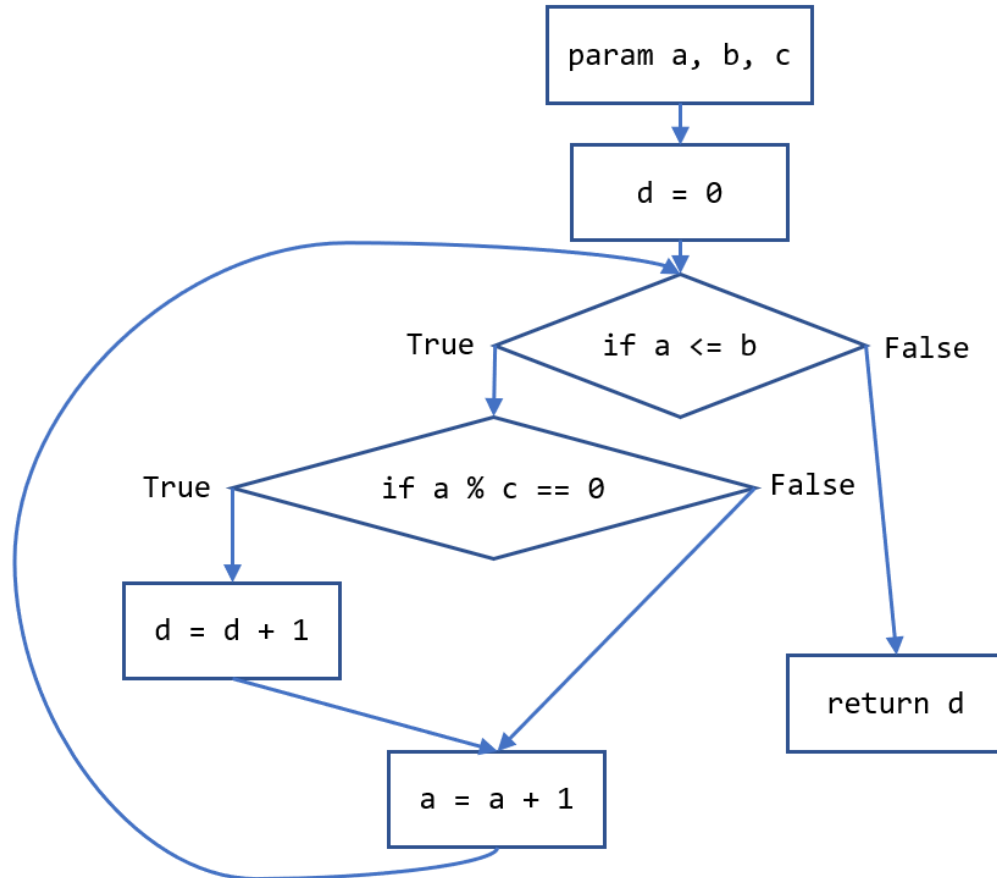 param a, b, c
d = 0
if a <= b
True
False
if a % c == 0
True
False
d = d + 1
return d
a = a + 1